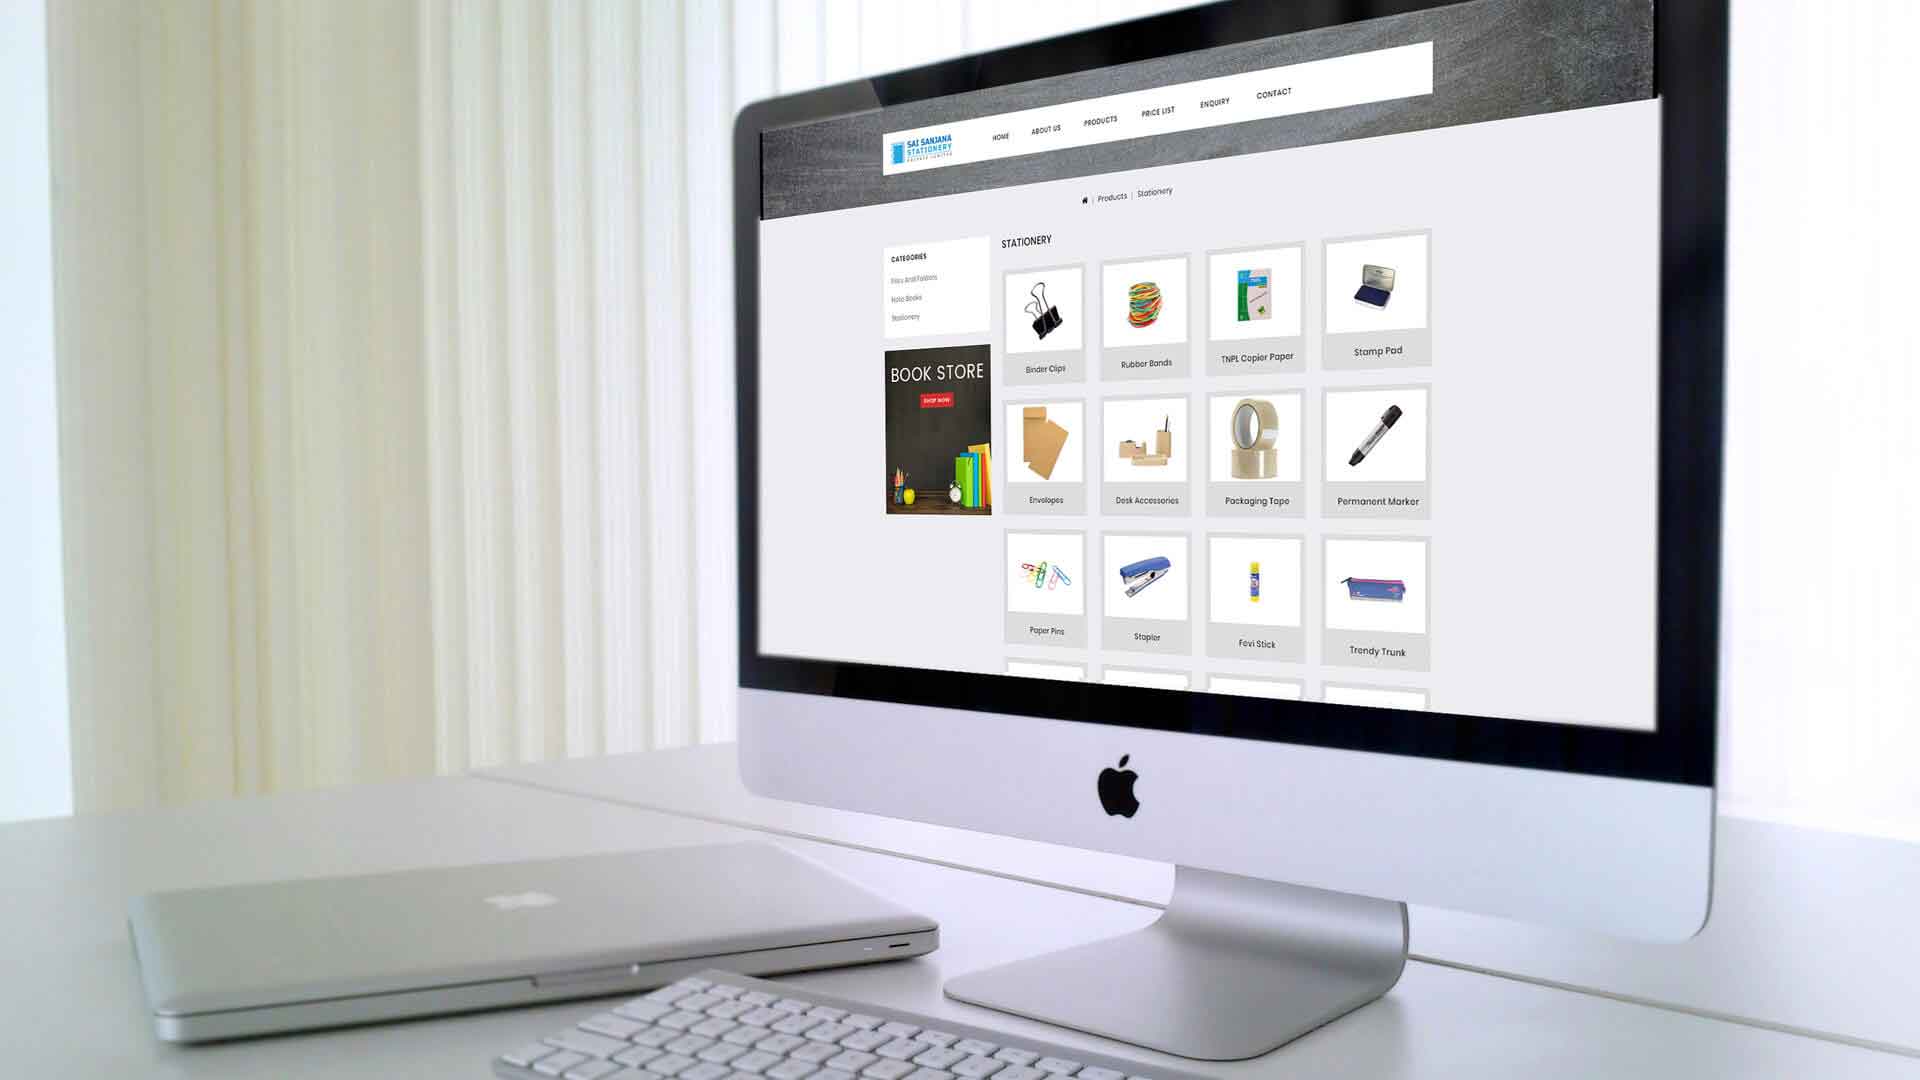 SAI SANJANA
STATIONERY
PRIVATE LIMITED
HOME
ABOUT US
PRODUCTS
PRICE LIST
ENQUIRY
CONTACT
| Products | Stationery
CATEGORIES
Files And Folders
Note Books
Stationery
BOOK STORE
SHOP NOW
STATIONERY
Binder Clips
Rubber Bands
TNPL Copier Paper
Stamp Pad
Envelopes
Desk Accessories
Packaging Tape
Permanent Marker
Paper Pins
Stapler
Fevi Stick
Trendy Trunk